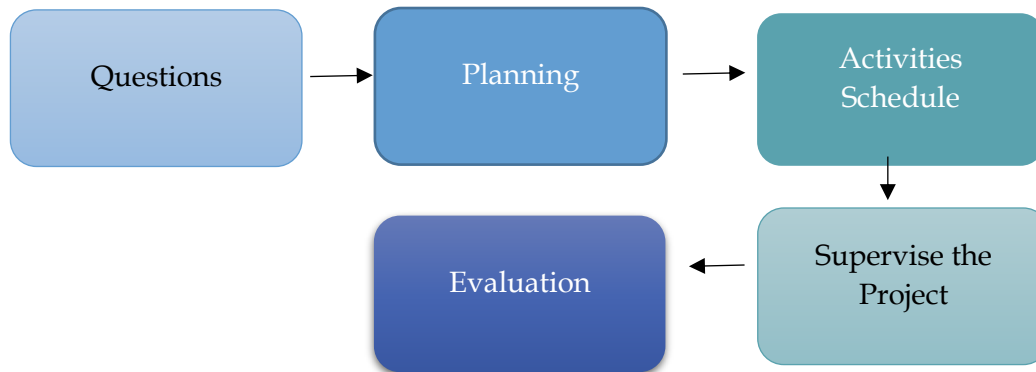 Questions
Planning
Activities
Schedule
Supervise the
Project
Evaluation